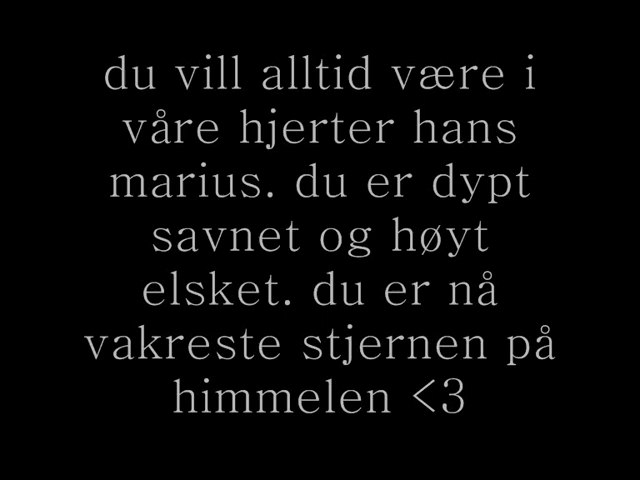 du vill alltid være i
våre hjerter hans
marius. du er dypt
savnet og høyt
elsket. du er nå
vakreste stjernen på
himmelen <3